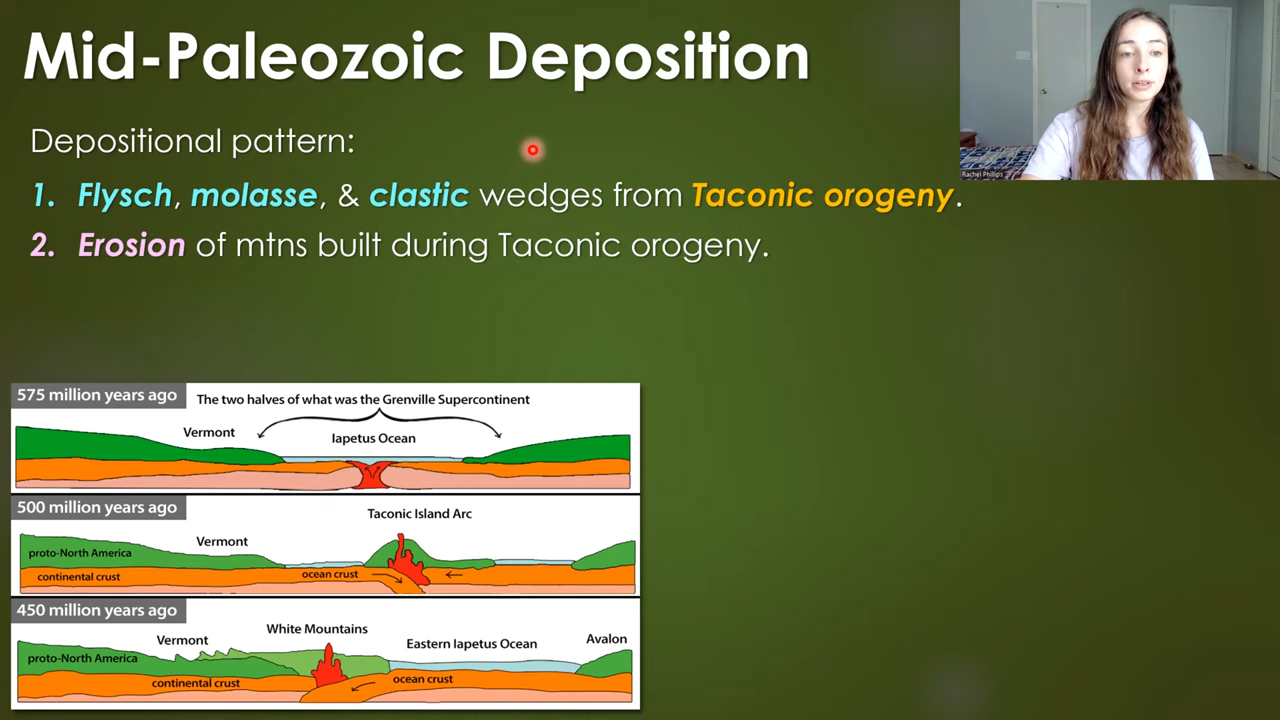 Mid-Paleozoic Deposition
Rachel Phillips
Depositional pattern:
1. Flysch, molasse, & clastic wedges from Taconic orogeny.
2. Erosion of mtns built during Taconic orogeny.
575 million years ago
The two halves of what was the Grenville Supercontinent
Vermont
Iapetus Ocean
500 million years ago
Taconic Island Arc
Vermont
proto-North America
continental crust
ocean crust
450 million years ago
White Mountains
Vermont
Eastern Iapetus Ocean
Avalon
proto-North America
continental crust
ocean crust